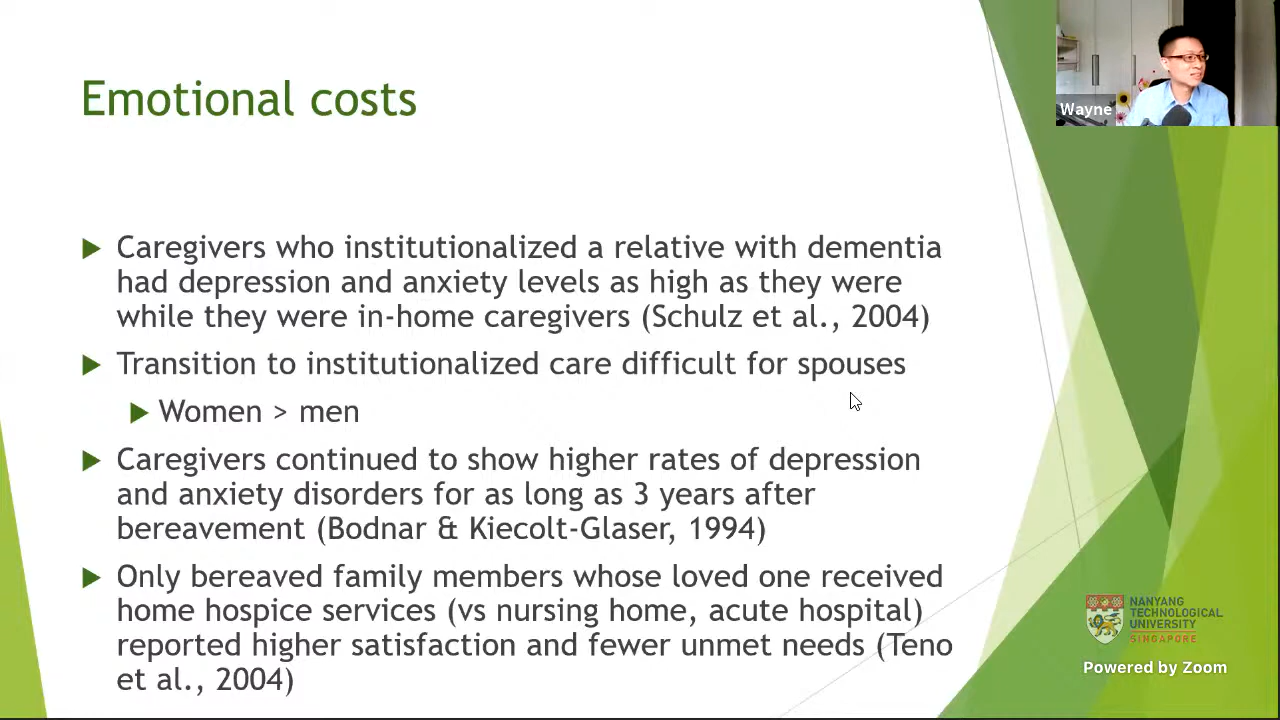 Emotional costs
Wayne
Caregivers who institutionalized a relative with dementia
had depression and anxiety levels as high as they were
while they were in-home caregivers (Schulz et al., 2004)
Transition to institutionalized care difficult for spouses
Women > men
Caregivers continued to show higher rates of depression
and anxiety disorders for as long as 3 years after
bereavement (Bodnar & Kiecolt-Glaser, 1994)
Only bereaved family members whose loved one received
home hospice services (vs nursing home, acute hospital)
reported higher satisfaction and fewer unmet needs (Teno
et al., 2004)
NANYANG
TECHNOLOGICAL
UNIVERSITY
SINGAPORE
Powered by Zoom